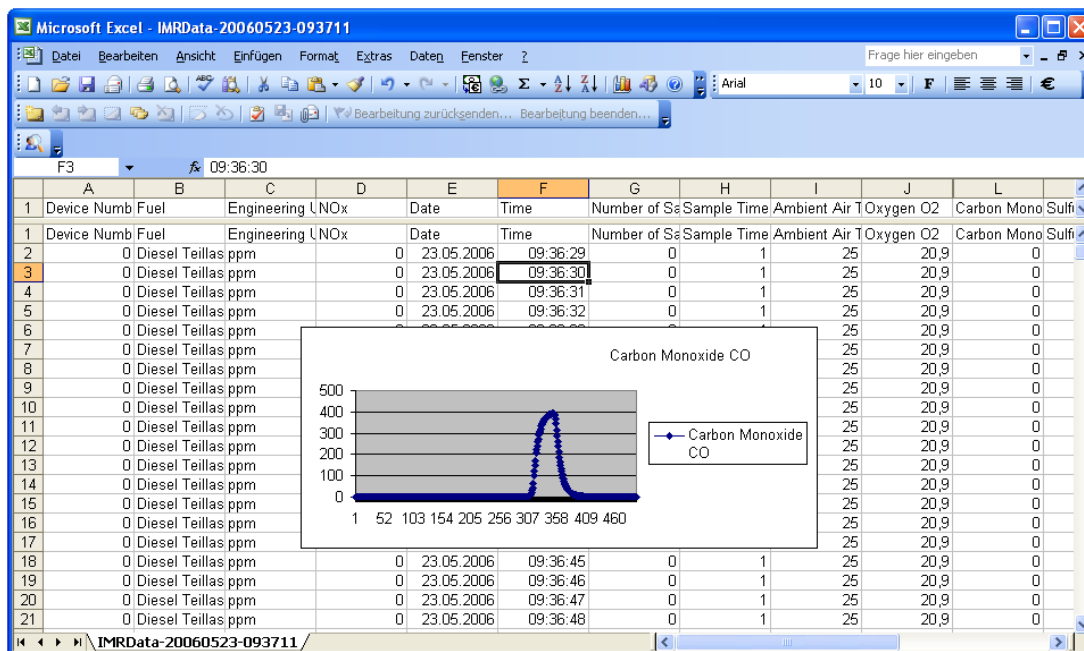 Microsoft Excel - IMRData-20060523-093711
Datei Bearbeiten Ansicht Einfügen Format Extras Daten Fenster ? Frage hier eingeben
Arial 10 F €
Bearbeitung zurücksenden... Bearbeitung beenden...
F3 fx 09:36:30
A B C D E F G H I J L
1 Device Numb Fuel Engineering U NOx Date Time Number of Sa Sample Time Ambient Air T Oxygen O2 Carbon Mono Sulfu
1 Device Numb Fuel Engineering U NOx Date Time Number of Sa Sample Time Ambient Air T Oxygen O2 Carbon Mono Sulfu
2 0 Diesel Teillas ppm 0 23.05.2006 09:36:29 0 1 25 20,9 0
3 0 Diesel Teillas ppm 0 23.05.2006 09:36:30 0 1 25 20,9 0
4 0 Diesel Teillas ppm 0 23.05.2006 09:36:31 0 1 25 20,9 0
5 0 Diesel Teillas ppm 0 23.05.2006 09:36:32 0 1 25 20,9 0
6 0 Diesel Teillas ppm 25 20,9 0
7 0 Diesel Teillas ppm 25 20,9 0
8 0 Diesel Teillas ppm 25 20,9 0
9 0 Diesel Teillas ppm 25 20,9 0
10 0 Diesel Teillas ppm 25 20,9 0
11 0 Diesel Teillas ppm 25 20,9 0
12 0 Diesel Teillas ppm 25 20,9 0
13 0 Diesel Teillas ppm 25 20,9 0
14 0 Diesel Teillas ppm 25 20,9 0
15 0 Diesel Teillas ppm 25 20,9 0
16 0 Diesel Teillas ppm 25 20,9 0
17 0 Diesel Teillas ppm 25 20,9 0
Carbon Monoxide CO
500
400
300
200
100
0
1 52 103 154 205 256 307 358 409 460
Carbon Monoxide
CO
18 0 Diesel Teillas ppm 0 23.05.2006 09:36:45 0 1 25 20,9 0
19 0 Diesel Teillas ppm 0 23.05.2006 09:36:46 0 1 25 20,9 0
20 0 Diesel Teillas ppm 0 23.05.2006 09:36:47 0 1 25 20,9 0
21 0 Diesel Teillas ppm 0 23.05.2006 09:36:48 0 1 25 20,9 0
IMRData-20060523-093711